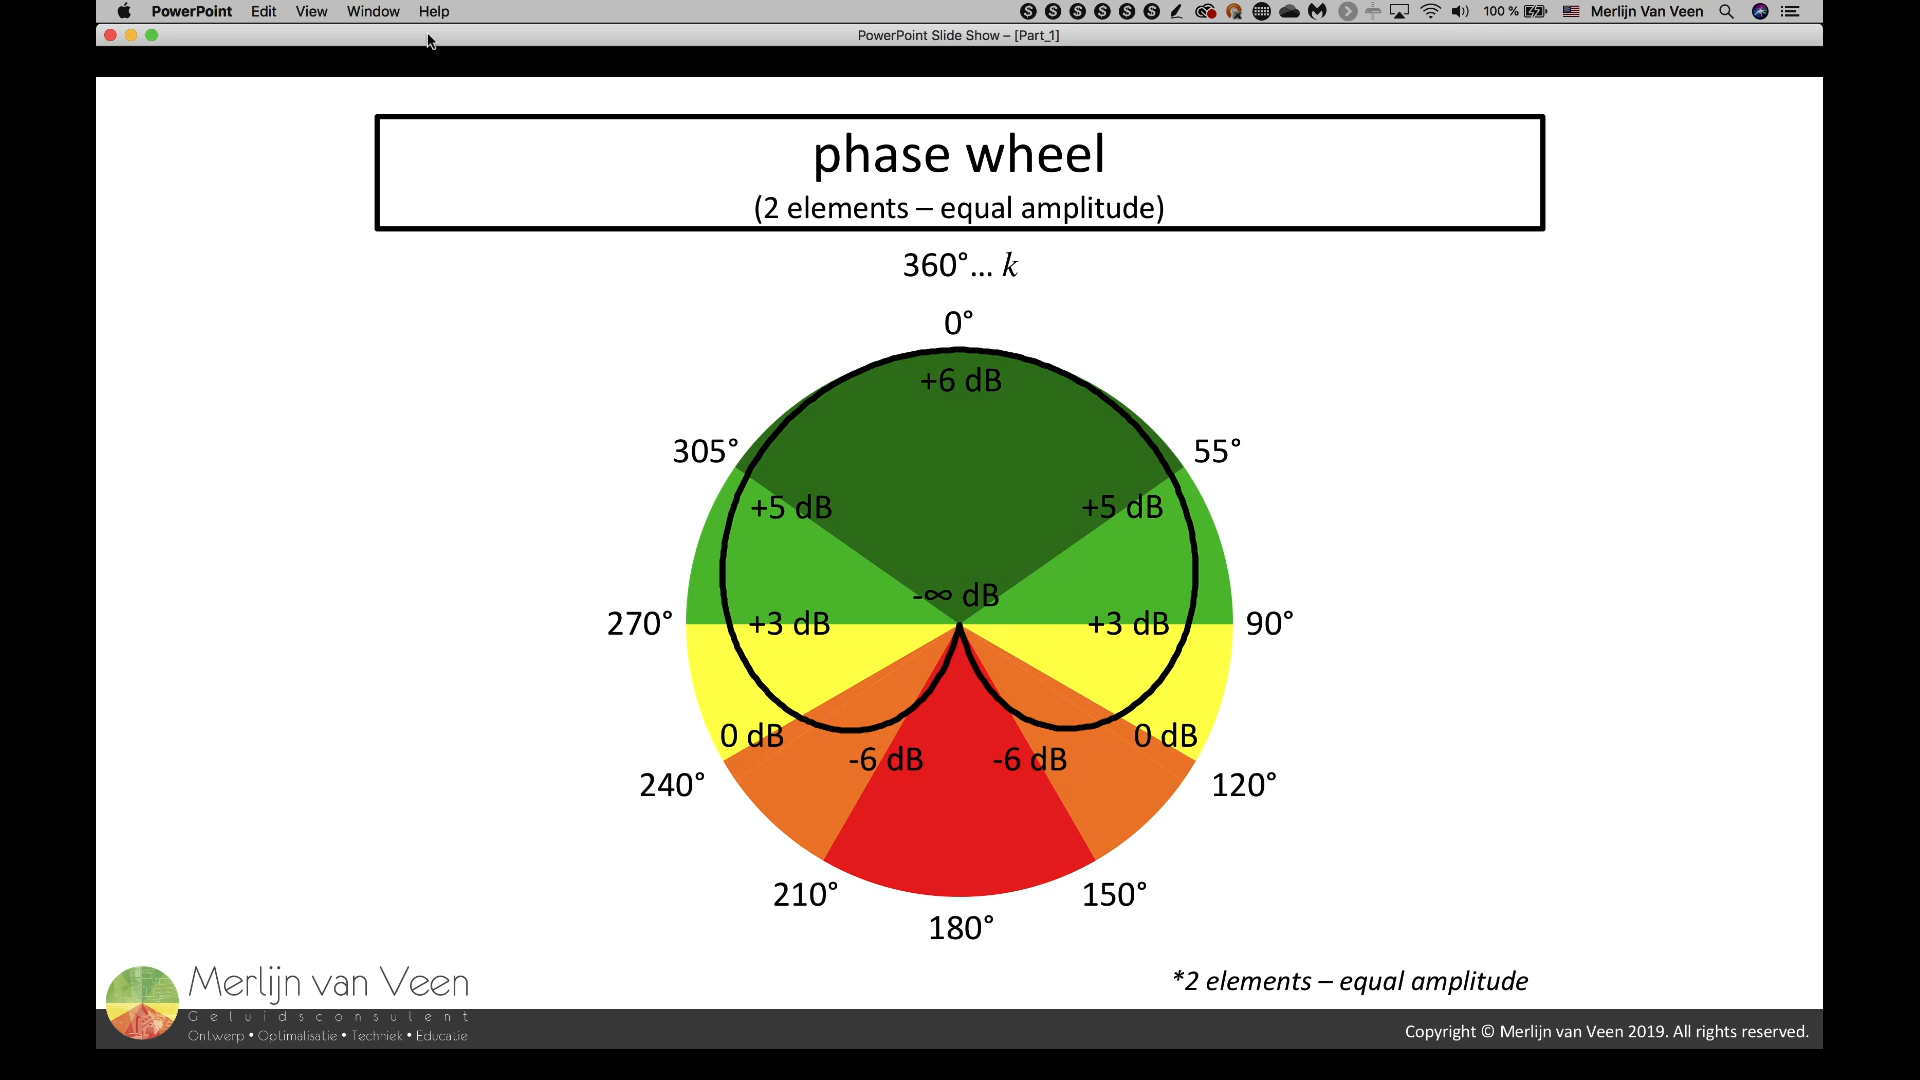 PowerPoint Edit View Window Help 100 % Merlijn Van Veen
PowerPoint Slide Show – [Part_1]
phase wheel
(2 elements – equal amplitude)
360°... k
0°
+6 dB
305° 55°
+5 dB +5 dB
-∞ dB
270° +3 dB +3 dB 90°
0 dB 0 dB
-6 dB -6 dB
240° 120°
210° 150°
180°
*2 elements – equal amplitude
Merlijn van Veen
Geluidsconsulent
Ontwerp • Optimalisatie • Techniek • Educatie
Copyright © Merlijn van Veen 2019. All rights reserved.